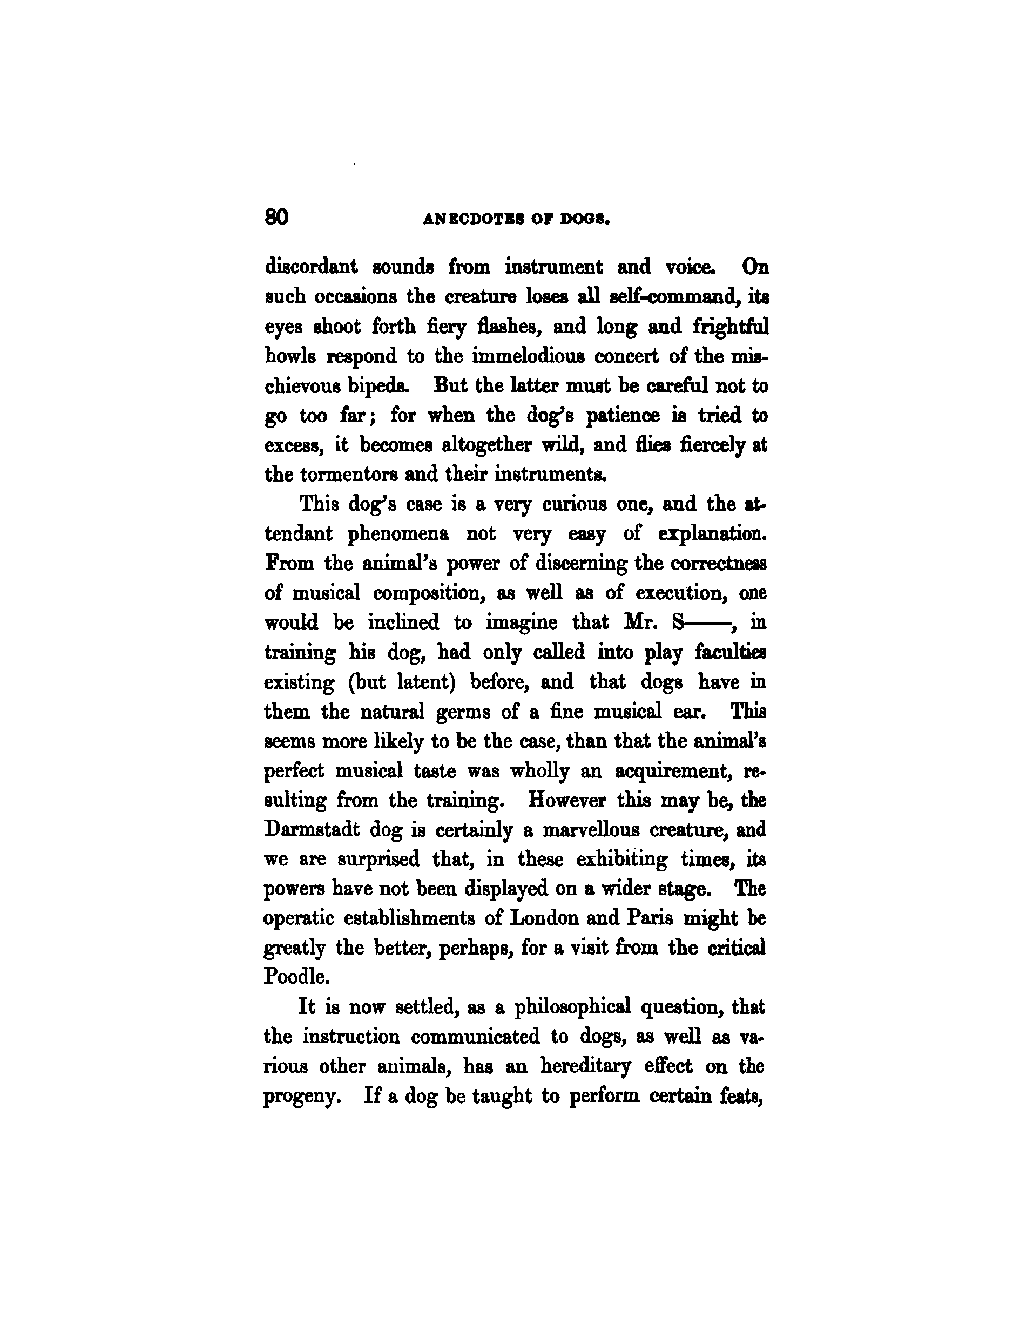 80 ANECDOTES OF DOGS.
discordant sounds from instrument and voice. On
such occasions the creature loses all self-command, its
eyes shoot forth fiery flashes, and long and frightful
howls respond to the immelodious concert of the mis-
chievous bipeds. But the latter must be careful not to
go too far; for when the dog's patience is tried to
excess, it becomes altogether wild, and flies fiercely at
the tormentors and their instruments.
This dog's case is a very curious one, and the at-
tendant phenomena not very easy of explanation.
From the animal's power of discerning the correctness
of musical composition, as well as of execution, one
would be inclined to imagine that Mr. S——, in
training his dog, had only called into play faculties
existing (but latent) before, and that dogs have in
them the natural germs of a fine musical ear. This
seems more likely to be the case, than that the animal's
perfect musical taste was wholly an acquirement, re-
sulting from the training. However this may be, the
Darmstadt dog is certainly a marvellous creature, and
we are surprised that, in these exhibiting times, its
powers have not been displayed on a wider stage. The
operatic establishments of London and Paris might be
greatly the better, perhaps, for a visit from the critical
Poodle.
It is now settled, as a philosophical question, that
the instruction communicated to dogs, as well as va-
rious other animals, has an hereditary effect on the
progeny. If a dog be taught to perform certain feats,